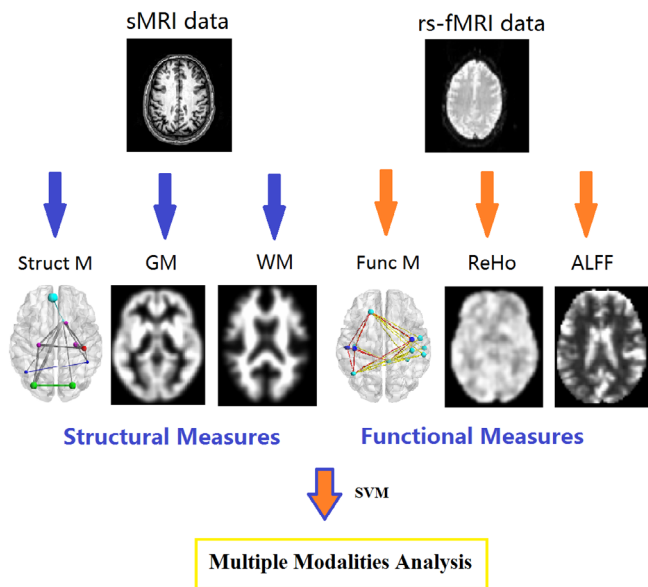 sMRI data
rs-fMRI data
Struct M
GM
WM
Func M
ReHo
ALFF
Structural Measures
Functional Measures
SVM
Multiple Modalities Analysis